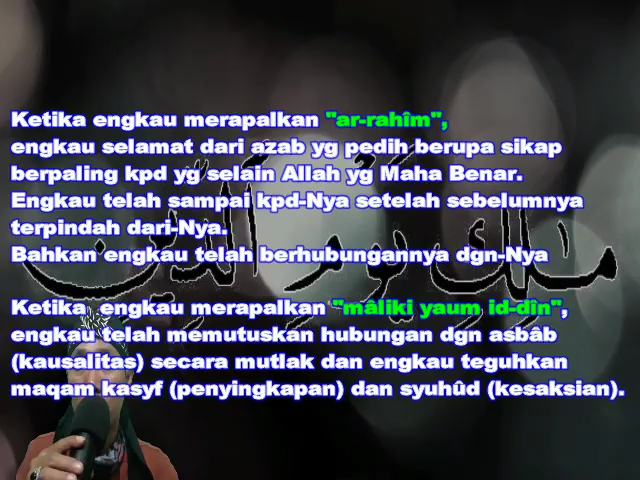 Ketika engkau merapalkan "ar-rahîm",
engkau selamat dari azab yg pedih berupa sikap
berpaling kpd yg selain Allah yg Maha Benar.
Engkau telah sampai kpd-Nya setelah sebelumnya
terpindah dari-Nya.
Bahkan engkau telah berhubungannya dgn-Nya
مٰلِكِ يَوْمِ الدِّينِ
Ketika engkau merapalkan "mâliki yaum id-dîn",
engkau telah memutuskan hubungan dgn asbâb
(kausalitas) secara mutlak dan engkau teguhkan
maqam kasyf (penyingkapan) dan syuhûd (kesaksian).